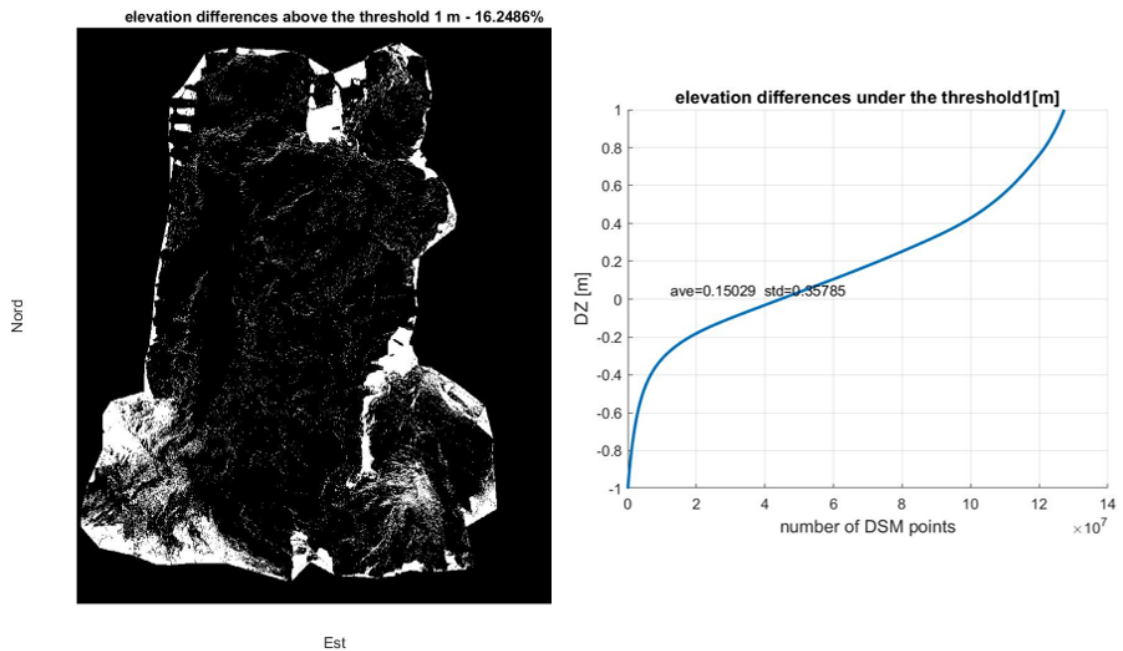 elevation differences above the threshold 1 m - 16.2486%
Nord
Est
elevation differences under the threshold1[m]
DZ [m]
1
0.8
0.6
0.4
0.2
0
-0.2
-0.4
-0.6
-0.8
-1
ave=0.15029 std=0.35785
0 2 4 6 8 10 12 14
number of DSM points
×10⁷